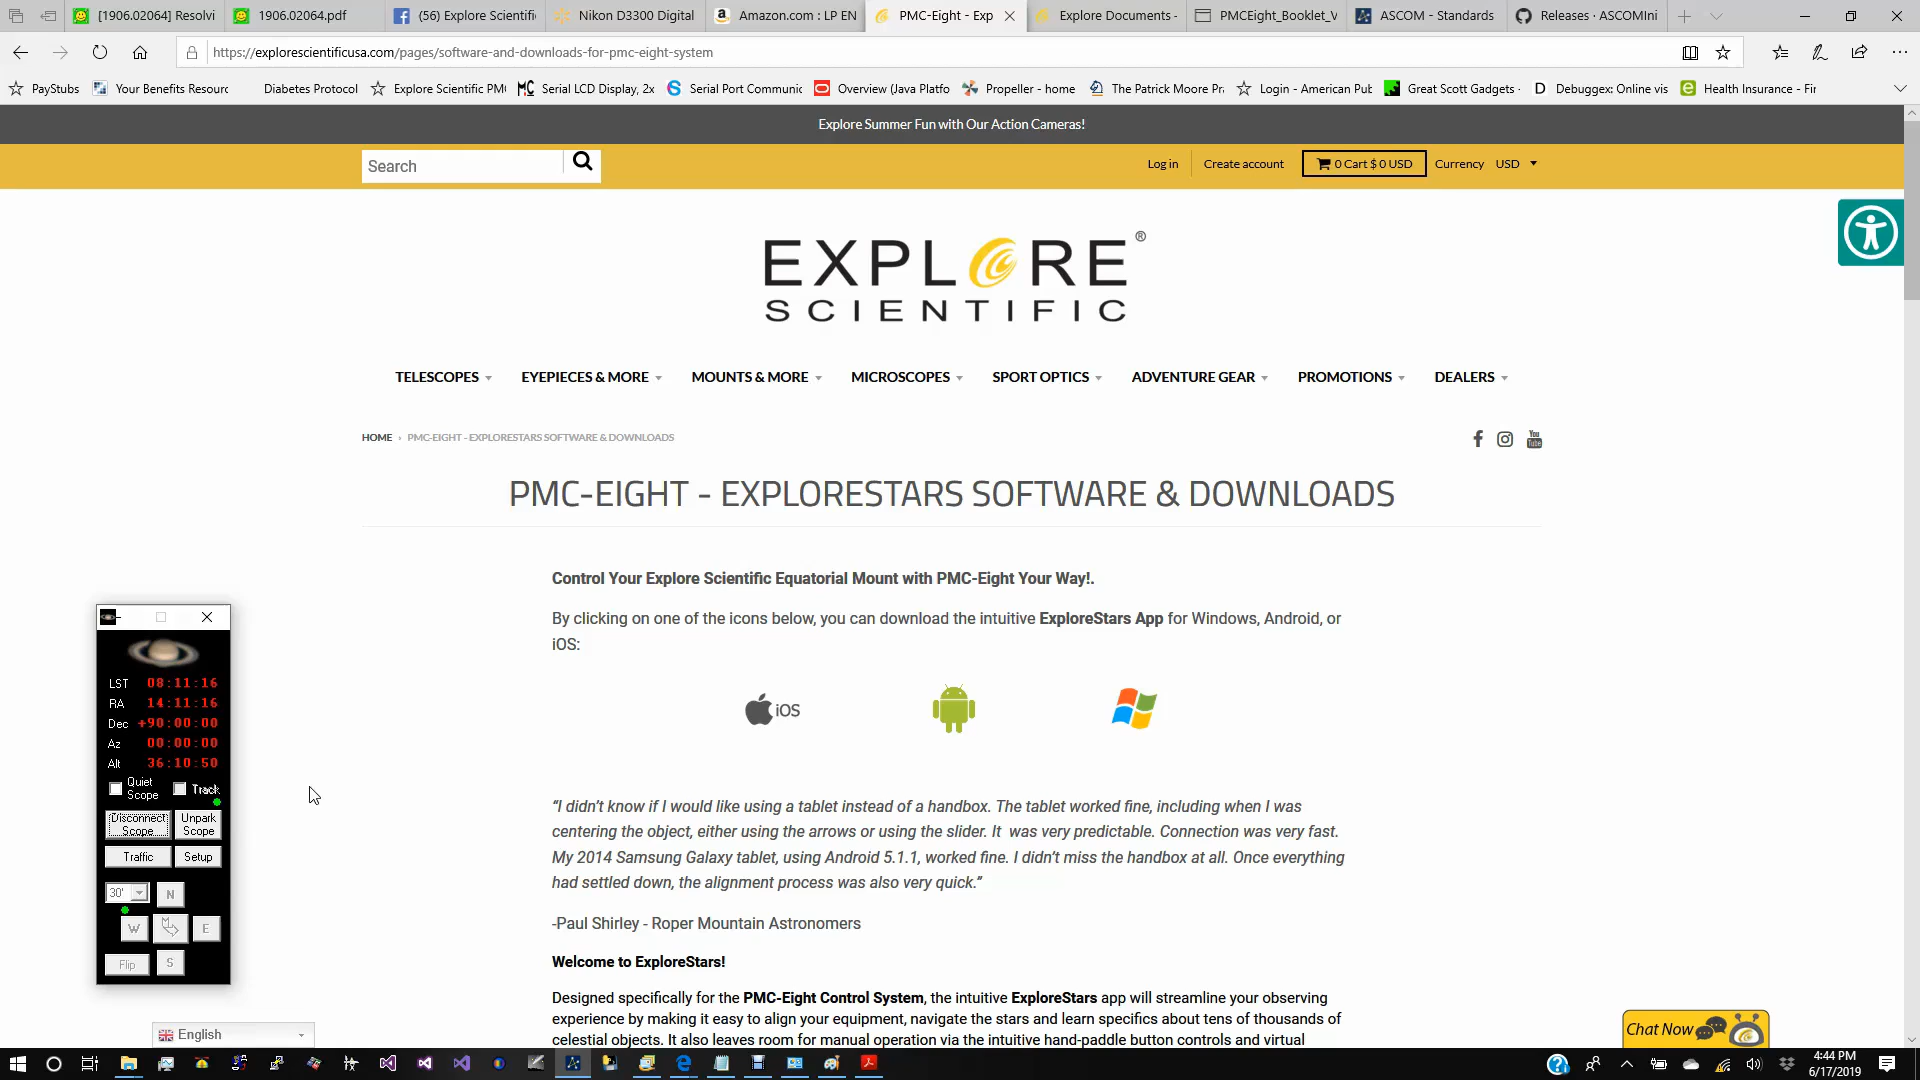 [1906.02064] Resolvi
1906.02064.pdf
(56) Explore Scientific
Nikon D3300 Digital
Amazon.com : LP EN
PMC-Eight - Exp
Explore Documents -
PMCEight_Booklet_V
ASCOM - Standards
Releases · ASCOMIni
https://explorescientificusa.com/pages/software-and-downloads-for-pmc-eight-system
PayStubs
Your Benefits Resourc
Diabetes Protocol
Explore Scientific PMC
Serial LCD Display, 2x
Serial Port Communic
Overview (Java Platfo
Propeller - home
The Patrick Moore Pr
Login - American Pub
Great Scott Gadgets ·
Debuggex: Online vis
Health Insurance - Fir
Explore Summer Fun with Our Action Cameras!
Search
Log in
Create account
0 Cart $ 0 USD
Currency USD
EXPLORE ®
SCIENTIFIC
TELESCOPES
EYEPIECES & MORE
MOUNTS & MORE
MICROSCOPES
SPORT OPTICS
ADVENTURE GEAR
PROMOTIONS
DEALERS
HOME › PMC-EIGHT - EXPLORESTARS SOFTWARE & DOWNLOADS
You Tube
PMC-EIGHT - EXPLORESTARS SOFTWARE & DOWNLOADS
Control Your Explore Scientific Equatorial Mount with PMC-Eight Your Way!.
By clicking on one of the icons below, you can download the intuitive ExploreStars App for Windows, Android, or
iOS:
iOS
“I didn’t know if I would like using a tablet instead of a handbox. The tablet worked fine, including when I was
centering the object, either using the arrows or using the slider. It was very predictable. Connection was very fast.
My 2014 Samsung Galaxy tablet, using Android 5.1.1, worked fine. I didn’t miss the handbox at all. Once everything
had settled down, the alignment process was also very quick.”
-Paul Shirley - Roper Mountain Astronomers
Welcome to ExploreStars!
Designed specifically for the PMC-Eight Control System, the intuitive ExploreStars app will streamline your observing
experience by making it easy to align your equipment, navigate the stars and learn specifics about tens of thousands of
celestial objects. It also leaves room for manual operation via the intuitive hand-paddle button controls and virtual
LST 08:11:16
RA 14:11:16
Dec +90:00:00
Az 00:00:00
Alt 36:10:50
Quiet
Scope
Track
Disconnect
Scope
Unpark
Scope
Traffic
Setup
30'
N
W
E
Flip
S
English
Chat Now
4:44 PM
6/17/2019